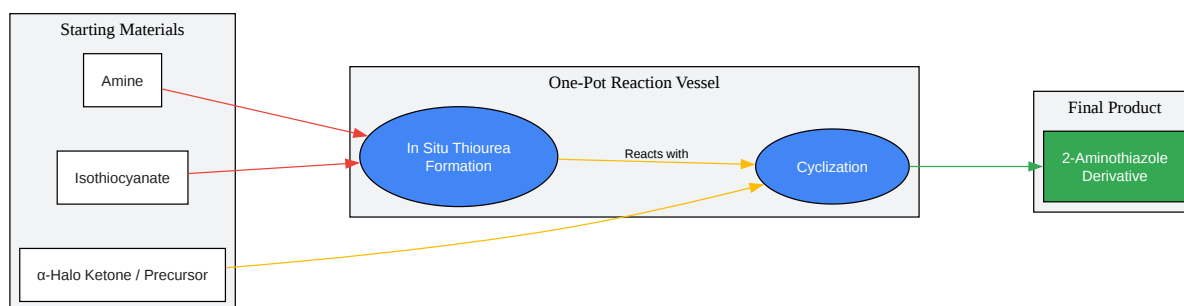 Starting Materials
Amine
Isothiocyanate
α-Halo Ketone / Precursor
One-Pot Reaction Vessel
In Situ Thiourea
Formation
Reacts with
Cyclization
Final Product
2-Aminothiazole
Derivative